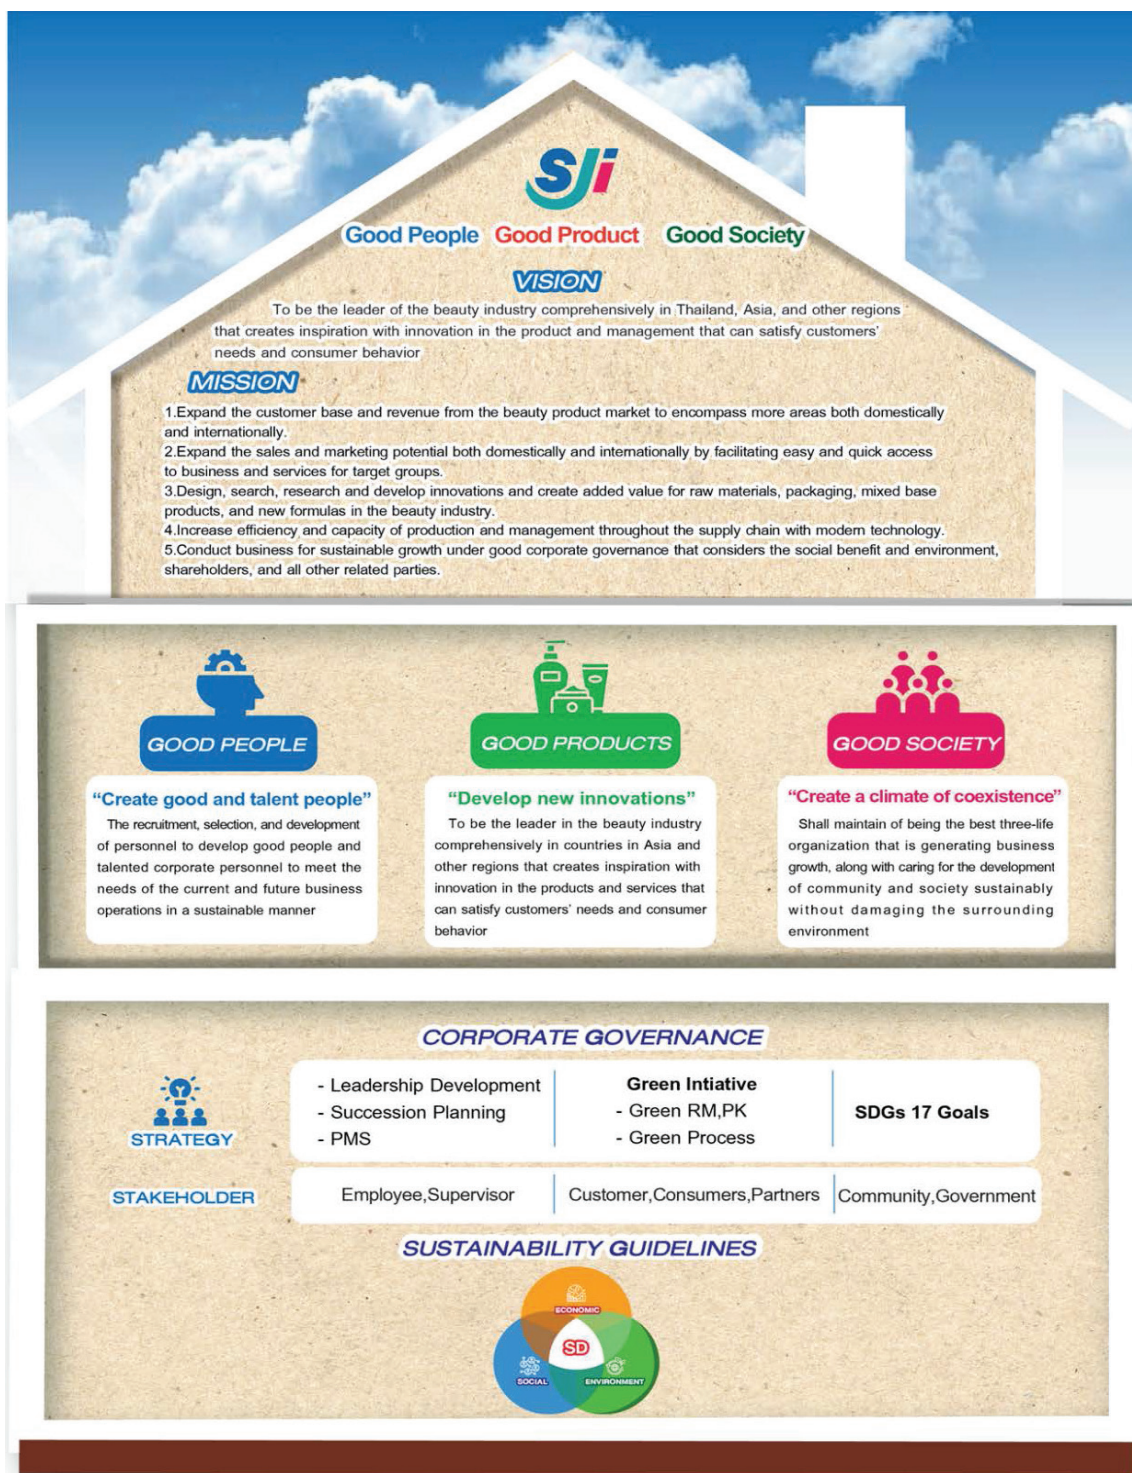 SJi
Good People Good Product Good Society
VISION
To be the leader of the beauty industry comprehensively in Thailand, Asia, and other regions
that creates inspiration with innovation in the product and management that can satisfy customers'
needs and consumer behavior
MISSION
1.Expand the customer base and revenue from the beauty product market to encompass more areas both domestically
and internationally.
2.Expand the sales and marketing potential both domestically and internationally by facilitating easy and quick access
to business and services for target groups.
3.Design, search, research and develop innovations and create added value for raw materials, packaging, mixed base
products, and new formulas in the beauty industry.
4.Increase efficiency and capacity of production and management throughout the supply chain with modern technology.
5.Conduct business for sustainable growth under good corporate governance that considers the social benefit and environment,
shareholders, and all other related parties.
GOOD PEOPLE
“Create good and talent people”
The recruitment, selection, and development
of personnel to develop good people and
talented corporate personnel to meet the
needs of the current and future business
operations in a sustainable manner
GOOD PRODUCTS
“Develop new innovations”
To be the leader in the beauty industry
comprehensively in countries in Asia and
other regions that creates inspiration with
innovation in the products and services that
can satisfy customers' needs and consumer
behavior
GOOD SOCIETY
“Create a climate of coexistence”
Shall maintain of being the best three-life
organization that is generating business
growth, along with caring for the development
of community and society sustainably
without damaging the surrounding
environment
CORPORATE GOVERNANCE
STRATEGY
- Leadership Development
- Succession Planning
- PMS
Green Intiative
- Green RM,PK
- Green Process
SDGs 17 Goals
STAKEHOLDER
Employee,Supervisor
Customer,Consumers,Partners
Community,Government
SUSTAINABILITY GUIDELINES
ECONOMIC
SD
SOCIAL
ENVIRONMENT